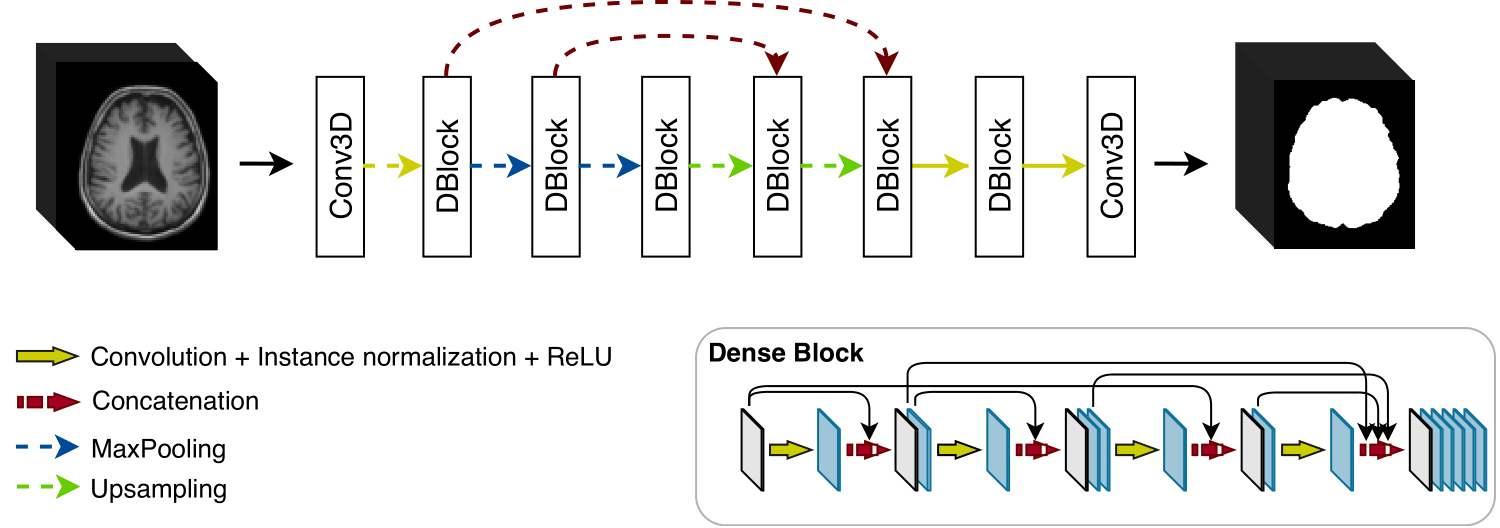 Conv3D
DBlock
DBlock
DBlock
DBlock
DBlock
DBlock
Conv3D
Convolution + Instance normalization + ReLU
Concatenation
MaxPooling
Upsampling
Dense Block